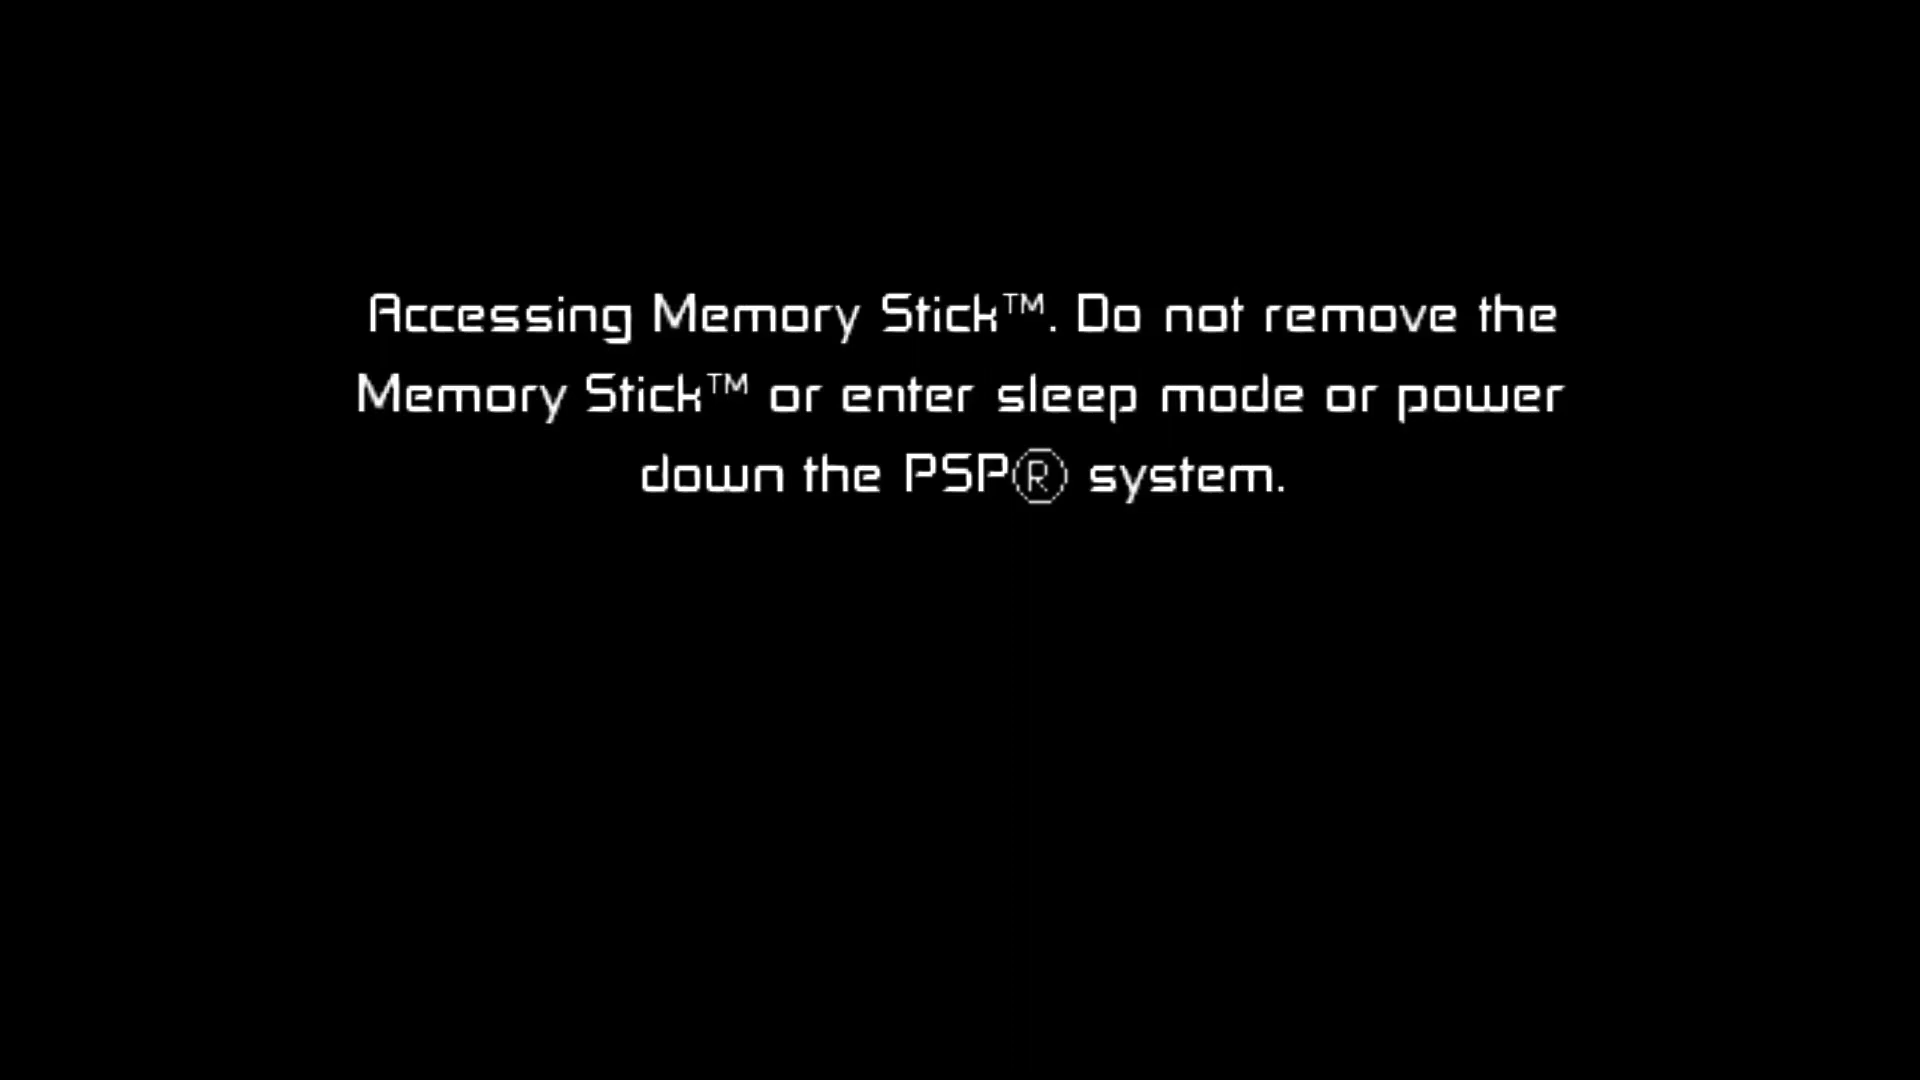 Accessing Memory Stick™. Do not remove the
Memory Stick™ or enter sleep mode or power
down the PSP® system.